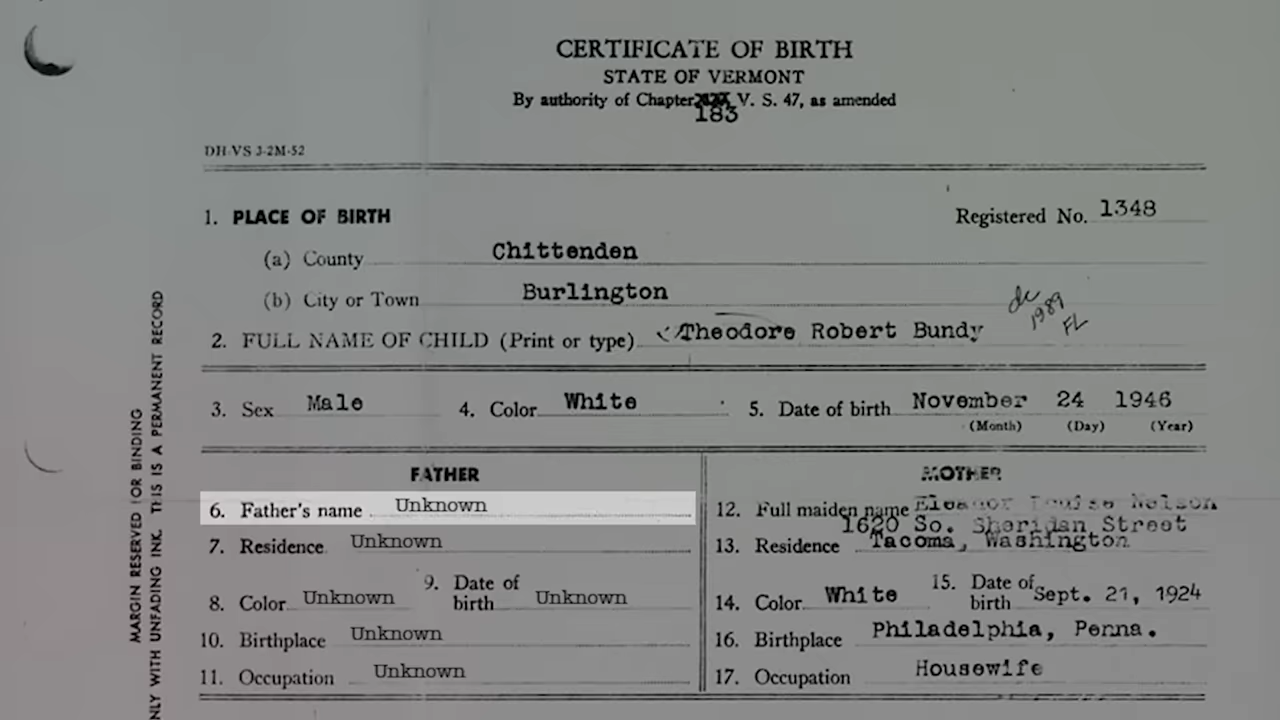 CERTIFICATE OF BIRTH
STATE OF VERMONT
By authority of Chapter V. S. 47, as amended
183
DH-VS 3-2M-52
1. PLACE OF BIRTH
Registered No. 1348
(a) County Chittenden
(b) City or Town Burlington
dc 1989 FL
2. FULL NAME OF CHILD (Print or type) Theodore Robert Bundy
3. Sex Male 4. Color White 5. Date of birth November 24 1946
(Month) (Day) (Year)
FATHER
6. Father's name Unknown
7. Residence Unknown
8. Color Unknown 9. Date of birth Unknown
10. Birthplace Unknown
11. Occupation Unknown
MOTHER
12. Full maiden name Eleanor Louise Nelson
1620 So. Sheridan Street
13. Residence Tacoma, Washington
14. Color White 15. Date of birth Sept. 21, 1924
16. Birthplace Philadelphia, Penna.
17. Occupation Housewife
MARGIN RESERVED FOR BINDING
NLY WITH UNFADING INK. THIS IS A PERMANENT RECORD